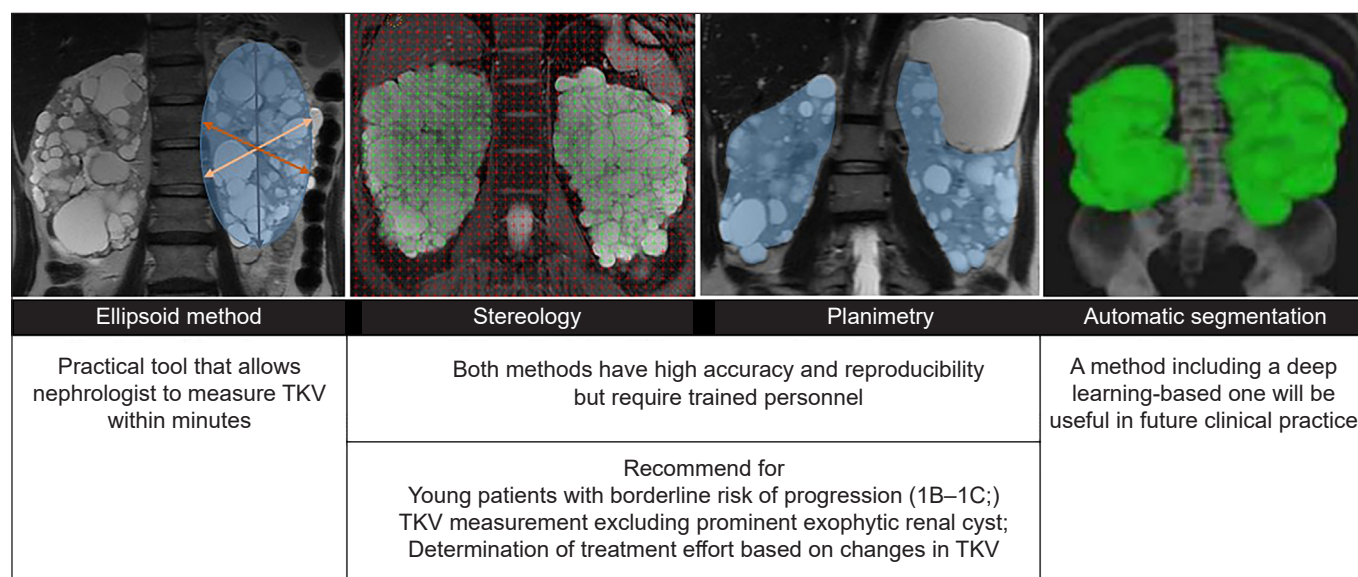 Ellipsoid method
Stereology
Planimetry
Automatic segmentation
Practical tool that allows
nephrologist to measure TKV
within minutes
Both methods have high accuracy and reproducibility
but require trained personnel
A method including a deep
learning-based one will be
useful in future clinical practice
Recommend for
Young patients with borderline risk of progression (1B–1C;)
TKV measurement excluding prominent exophytic renal cyst;
Determination of treatment effort based on changes in TKV